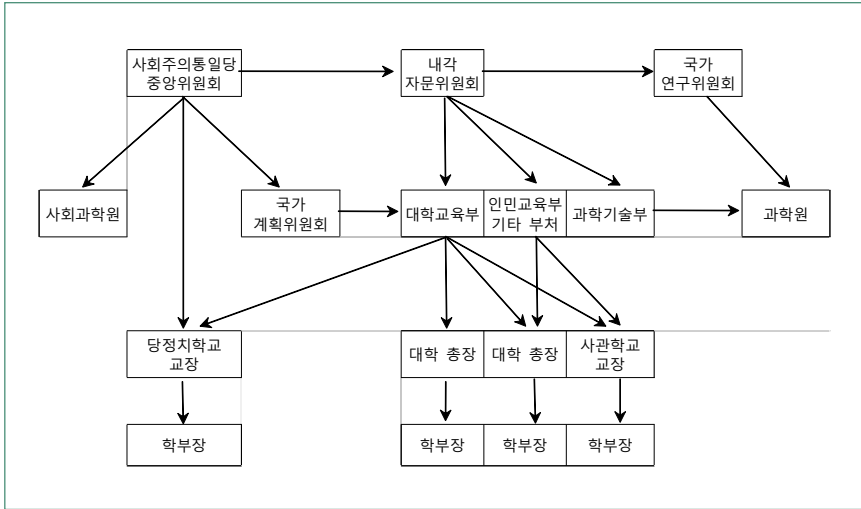 사회주의통일당
중앙위원회
내각
자문위원회
국가
연구위원회
사회과학원
국가
계획위원회
대학교육부
인민교육부
기타 부처
과학기술부
과학원
당정치학교
교장
대학 총장
대학 총장
사관학교
교장
학부장
학부장
학부장
학부장